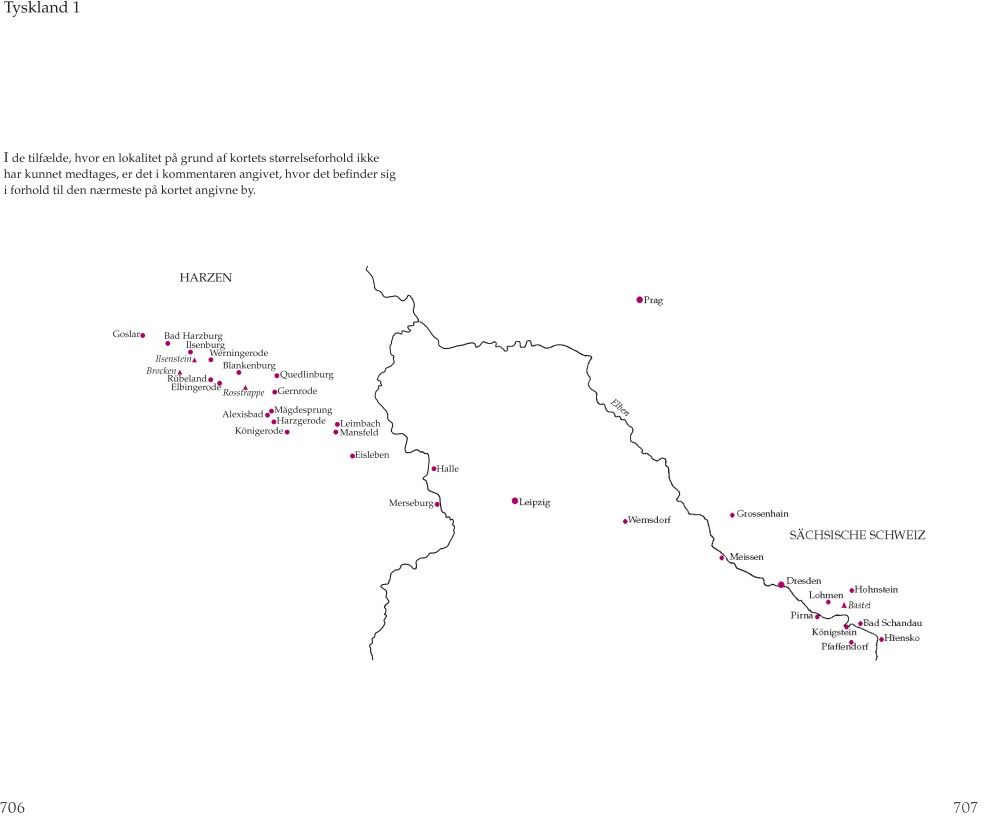 Tyskland 1
I de tilfælde, hvor en lokalitet på grund af kortets størrelseforhold ikke
har kunnet medtages, er det i kommentaren angivet, hvor det befinder sig
i forhold til den nærmeste på kortet angivne by.
HARZEN
Prag
Goslar
Bad Harzburg
Ilsenburg
Werningerode
Ilsenstein
Blankenburg
Brocken
Quedlinburg
Rübeland
Elbingerode
Rosstrappe
Gernrode
Elben
Mägdesprung
Alexisbad
Harzgerode
Leimbach
Königerode
Mansfeld
Eisleben
Halle
Merseburg
Leipzig
Grossenhain
Wemsdorf
SÄCHSISCHE SCHWEIZ
Meissen
Dresden
Hohnstein
Lohmen
Bastei
Pirna
Bad Schandau
Königstein
Hřensko
Pfaffendorf
706
707